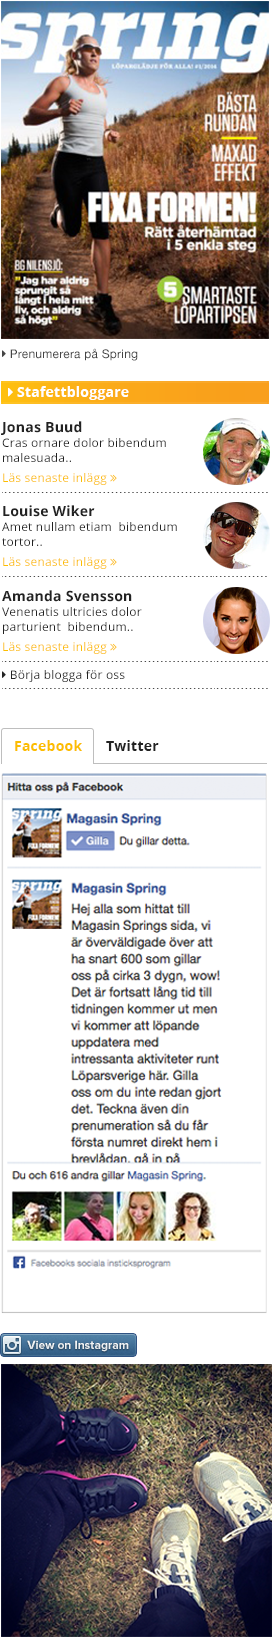 spring
LÖPARGLÄDJE FÖR ALLA! #1/2014
BÄSTA
RUNDAN
MAXAD
EFFEKT
FIXA FORMEN!
Rätt återhämtad
i 5 enkla steg
BG NILENSJÖ:
"Jag har aldrig
sprungit så
långt i hela mitt
liv, och aldrig
så högt"
5 SMARTASTE
LÖPARTIPSEN
Prenumerera på Spring
Stafettbloggare
Jonas Buud
Cras ornare dolor bibendum
malesuada..
Läs senaste inlägg »
Louise Wiker
Amet nullam etiam bibendum
tortor..
Läs senaste inlägg »
Amanda Svensson
Venenatis ultricies dolor
parturient bibendum..
Läs senaste inlägg »
Börja blogga för oss
Facebook Twitter
Hitta oss på Facebook
spring
FIXA FORMEN!
Magasin Spring
Gilla Du gillar detta.
spring
FIXA FORMEN!
Magasin Spring
Hej alla som hittat till
Magasin Springs sida, vi
är överväldigade över att
ha snart 600 som gillar
oss på cirka 3 dygn, wow!
Det är fortsatt lång tid till
tidningen kommer ut men
vi kommer att löpande
uppdatera med
intressanta aktiviteter runt
Löparsverige här. Gilla
oss om du inte redan gjort
det. Teckna även din
prenumeration så du får
första numret direkt hem i
brevlådan, gå in på
Du och 616 andra gillar Magasin Spring.
Facebooks sociala insticksprogram
View on Instagram